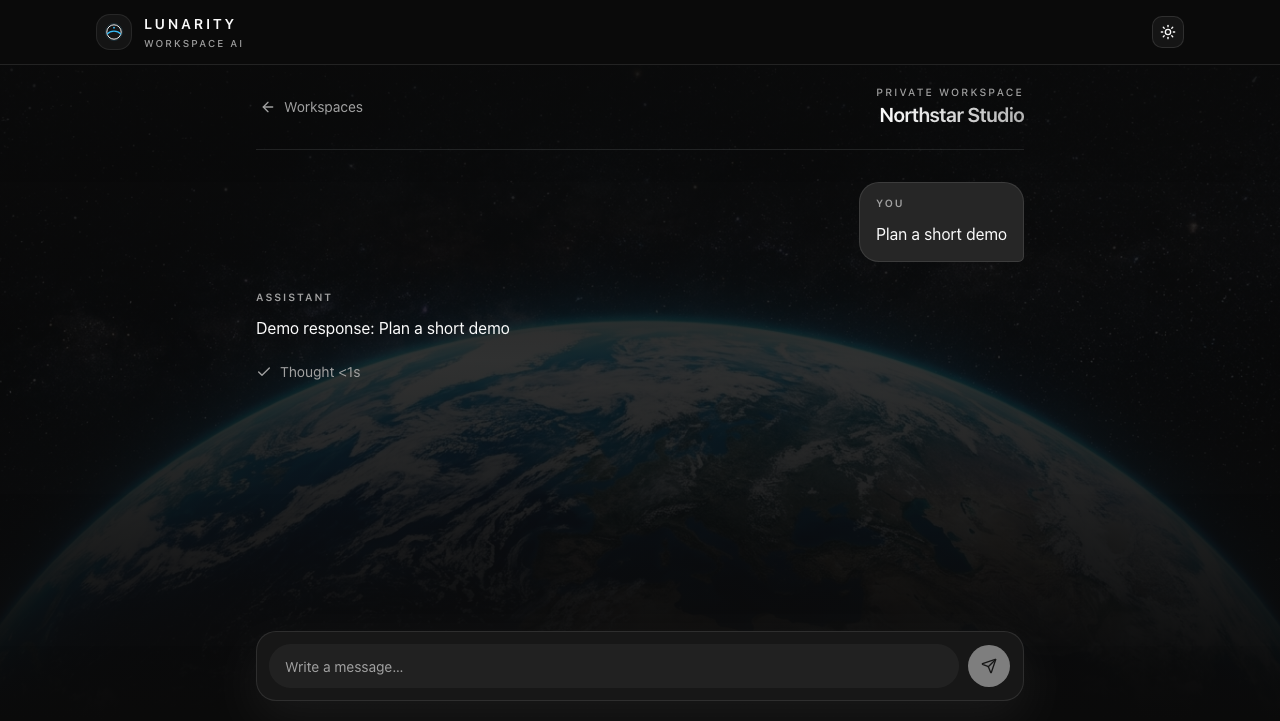 LUNARITY
WORKSPACE AI
Workspaces
PRIVATE WORKSPACE
Northstar Studio
YOU
Plan a short demo
ASSISTANT
Demo response: Plan a short demo
Thought <1s
Write a message...